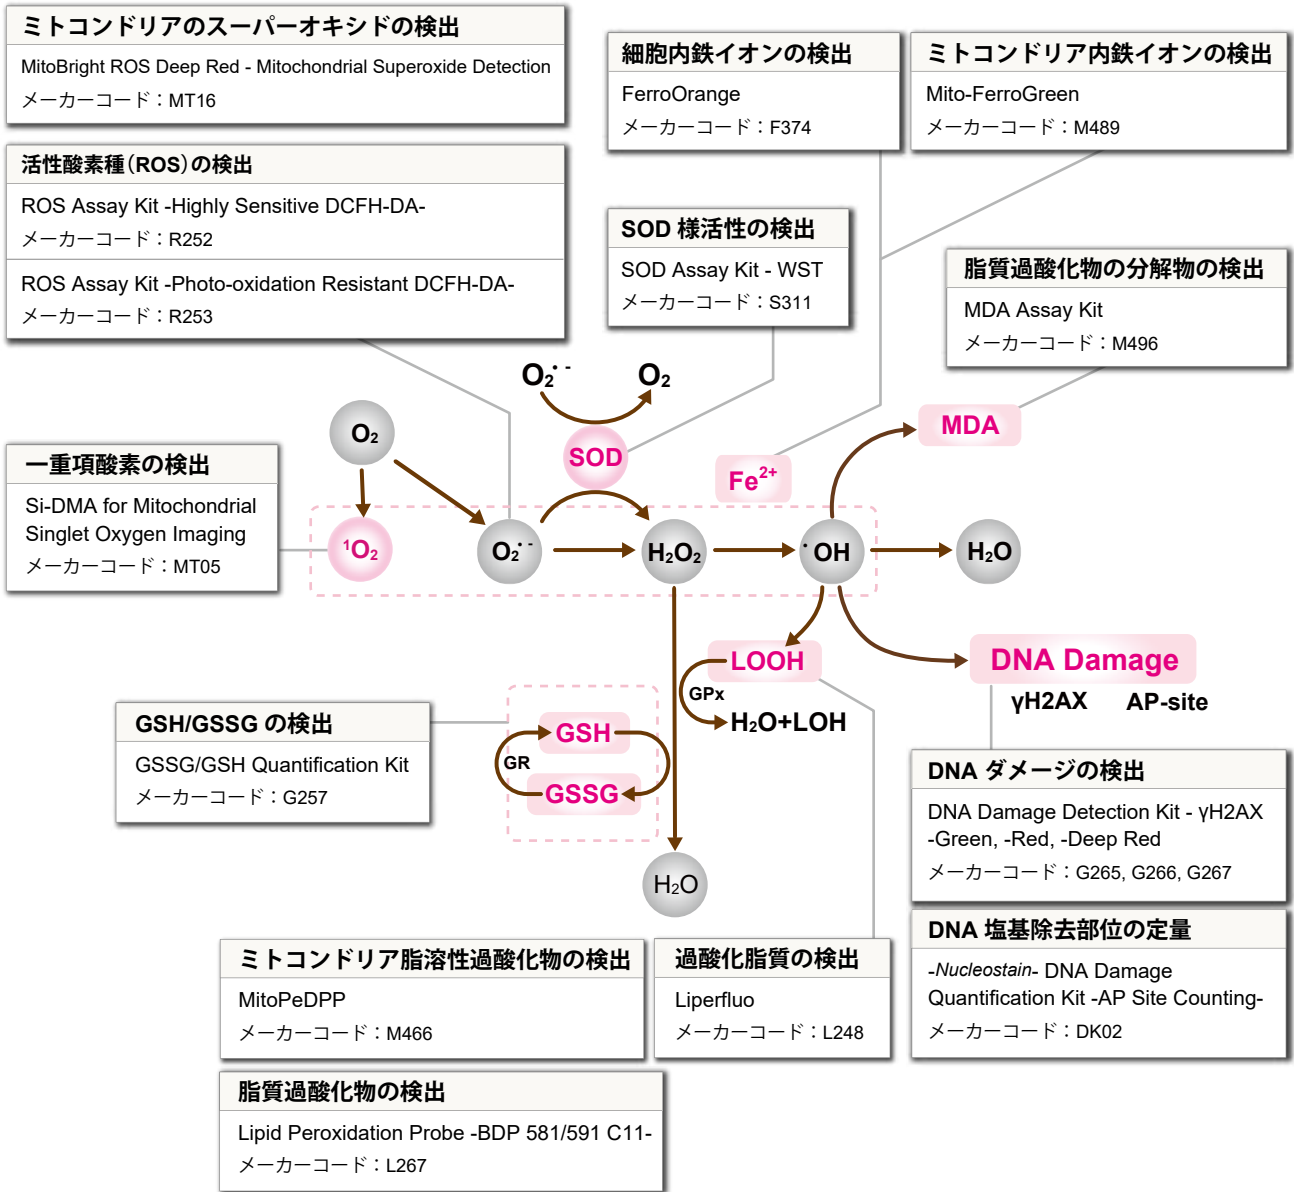 ミトコンドリアのスーパーオキシドの検出
MitoBright ROS Deep Red - Mitochondrial Superoxide Detection
メーカーコード：MT16
活性酸素種（ROS）の検出
ROS Assay Kit -Highly Sensitive DCFH-DA-
メーカーコード：R252
ROS Assay Kit -Photo-oxidation Resistant DCFH-DA-
メーカーコード：R253
細胞内鉄イオンの検出
FerroOrange
メーカーコード：F374
ミトコンドリア内鉄イオンの検出
Mito-FerroGreen
メーカーコード：M489
SOD 様活性の検出
SOD Assay Kit - WST
メーカーコード：S311
脂質過酸化物の分解物の検出
MDA Assay Kit
メーカーコード：M496
O₂˙⁻
O₂
O₂
SOD
MDA
Fe²⁺
一重項酸素の検出
Si-DMA for Mitochondrial
Singlet Oxygen Imaging
メーカーコード：MT05
¹O₂
O₂˙⁻
H₂O₂
˙OH
H₂O
LOOH
GPx
H₂O+LOH
DNA Damage
γH2AX
AP-site
GSH/GSSG の検出
GSSG/GSH Quantification Kit
メーカーコード：G257
GSH
GR
GSSG
H₂O
DNA ダメージの検出
DNA Damage Detection Kit - γH2AX
-Green, -Red, -Deep Red
メーカーコード：G265, G266, G267
DNA 塩基除去部位の定量
-Nucleostain- DNA Damage
Quantification Kit -AP Site Counting-
メーカーコード：DK02
ミトコンドリア脂溶性過酸化物の検出
MitoPeDPP
メーカーコード：M466
過酸化脂質の検出
Liperfluo
メーカーコード：L248
脂質過酸化物の検出
Lipid Peroxidation Probe -BDP 581/591 C11-
メーカーコード：L267